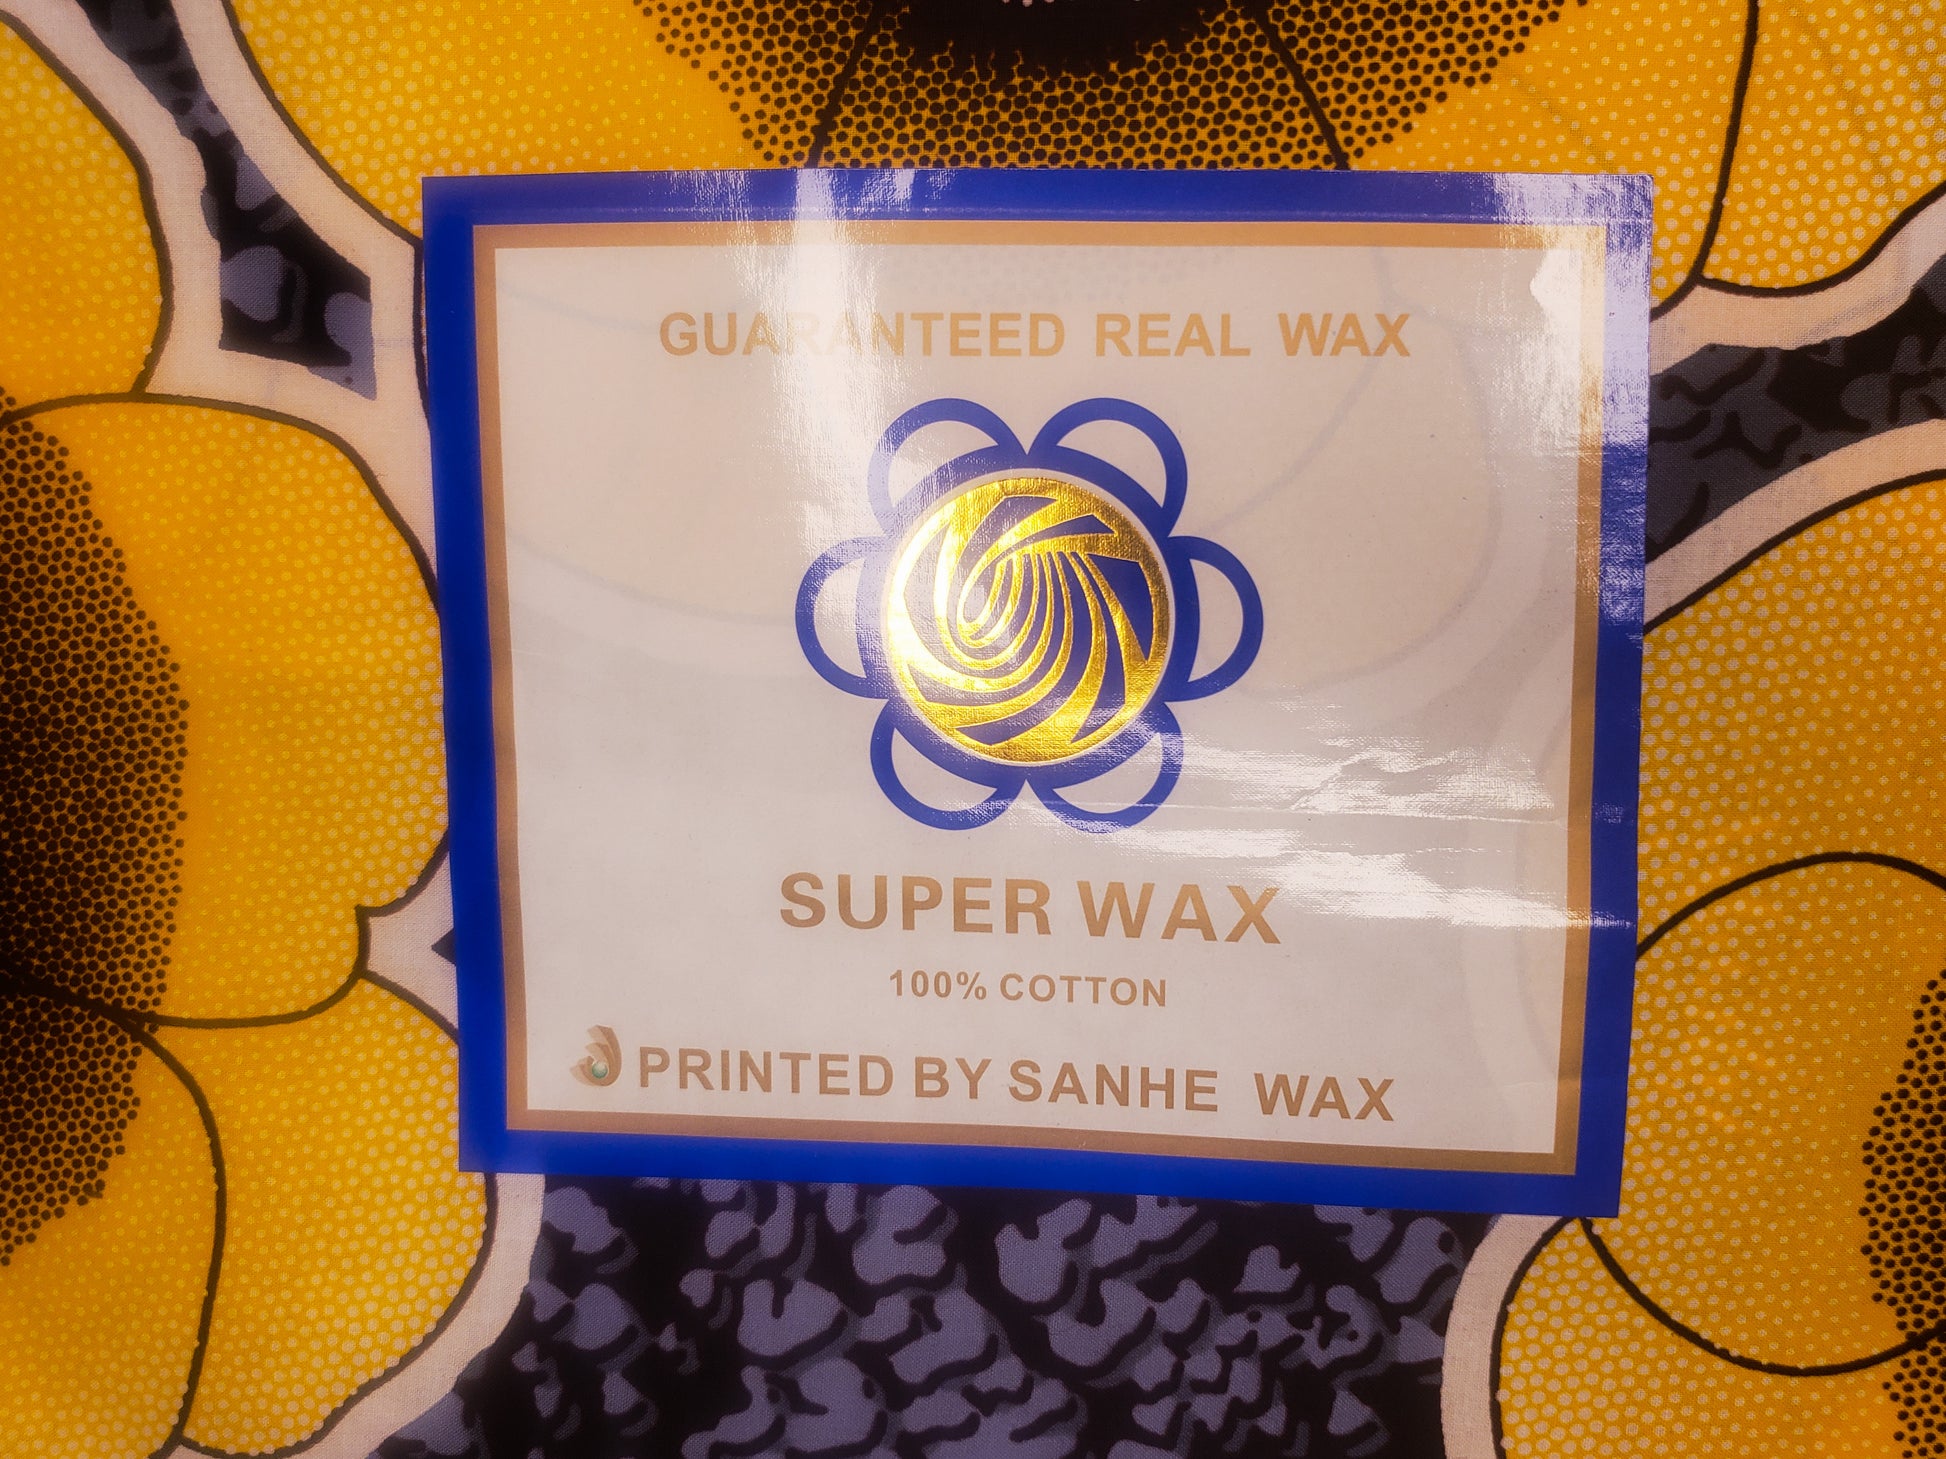 GUARANTEED REAL WAX
SUPER WAX
100% COTTON
PRINTED BY SANHE WAX